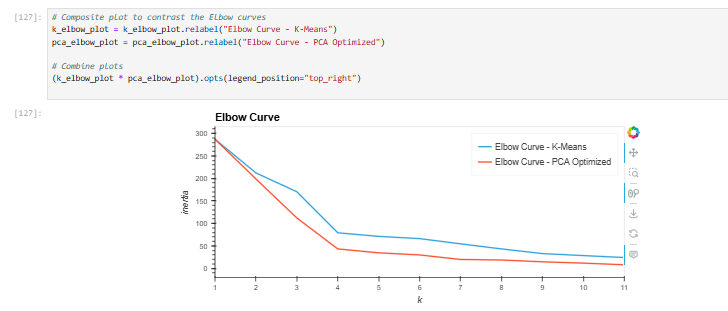 [127]:
# Composite plot to contrast the ELbow curves
k_elbow_plot = k_elbow_plot.relabel("Elbow Curve - K-Means")
pca_elbow_plot = pca_elbow_plot.relabel("Elbow Curve - PCA Optimized")
# Combine plots
(k_elbow_plot * pca_elbow_plot).opts(legend_position="top_right")
[127]:
Elbow Curve
Elbow Curve - K-Means
Elbow Curve - PCA Optimized
inertia
300
250
200
150
100
50
0
1 2 3 4 5 6 7 8 9 10 11
k